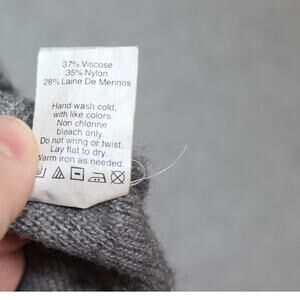 37% Viscose
35% Nylon
28% Laine De Merinos
Hand wash cold,
with like colors.
Non chlorine
bleach only.
Do not wring or twist.
Lay flat to dry.
Warm iron as needed.